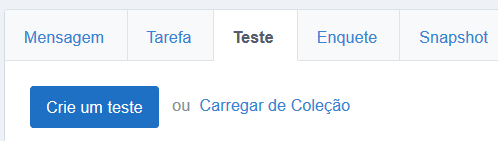 Mensagem Tarefa Teste Enquete Snapshot
Crie um teste ou Carregar de Coleção